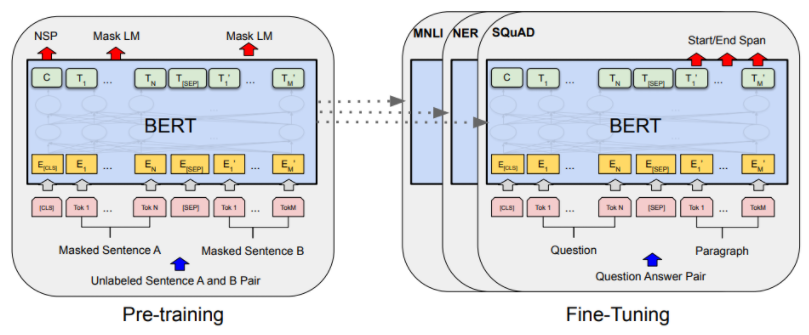 NSP Mask LM Mask LM
C T1 ... TN T[SEP] T1' ... TM'
BERT
E[CLS] E1 ... EN E[SEP] E1' ... EM'
[CLS] Tok 1 ... Tok N [SEP] Tok 1 ... TokM
Masked Sentence A Masked Sentence B
Unlabeled Sentence A and B Pair
Pre-training
MNLI NER SQuAD
Start/End Span
C T1 ... TN T[SEP] T1' ... TM'
BERT
E[CLS] E1 ... EN E[SEP] E1' ... EM'
[CLS] Tok 1 ... Tok N [SEP] Tok 1 ... TokM
Question Paragraph
Question Answer Pair
Fine-Tuning